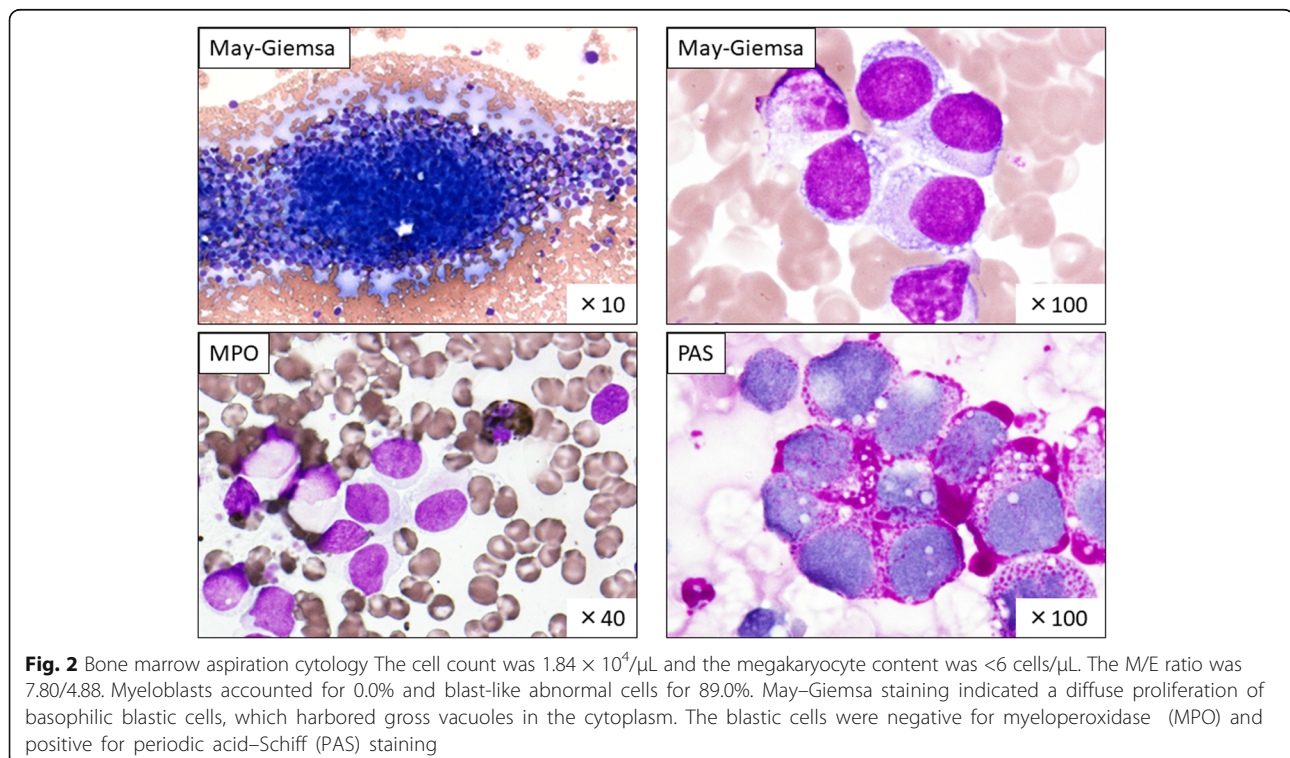 May-Giemsa
×10
May-Giemsa
×100
MPO
×40
PAS
×100
Fig. 2 Bone marrow aspiration cytology The cell count was 1.84 × 10⁴/μL and the megakaryocyte content was <6 cells/μL. The M/E ratio was
7.80/4.88. Myeloblasts accounted for 0.0% and blast-like abnormal cells for 89.0%. May–Giemsa staining indicated a diffuse proliferation of
basophilic blastic cells, which harbored gross vacuoles in the cytoplasm. The blastic cells were negative for myeloperoxidase (MPO) and
positive for periodic acid–Schiff (PAS) staining